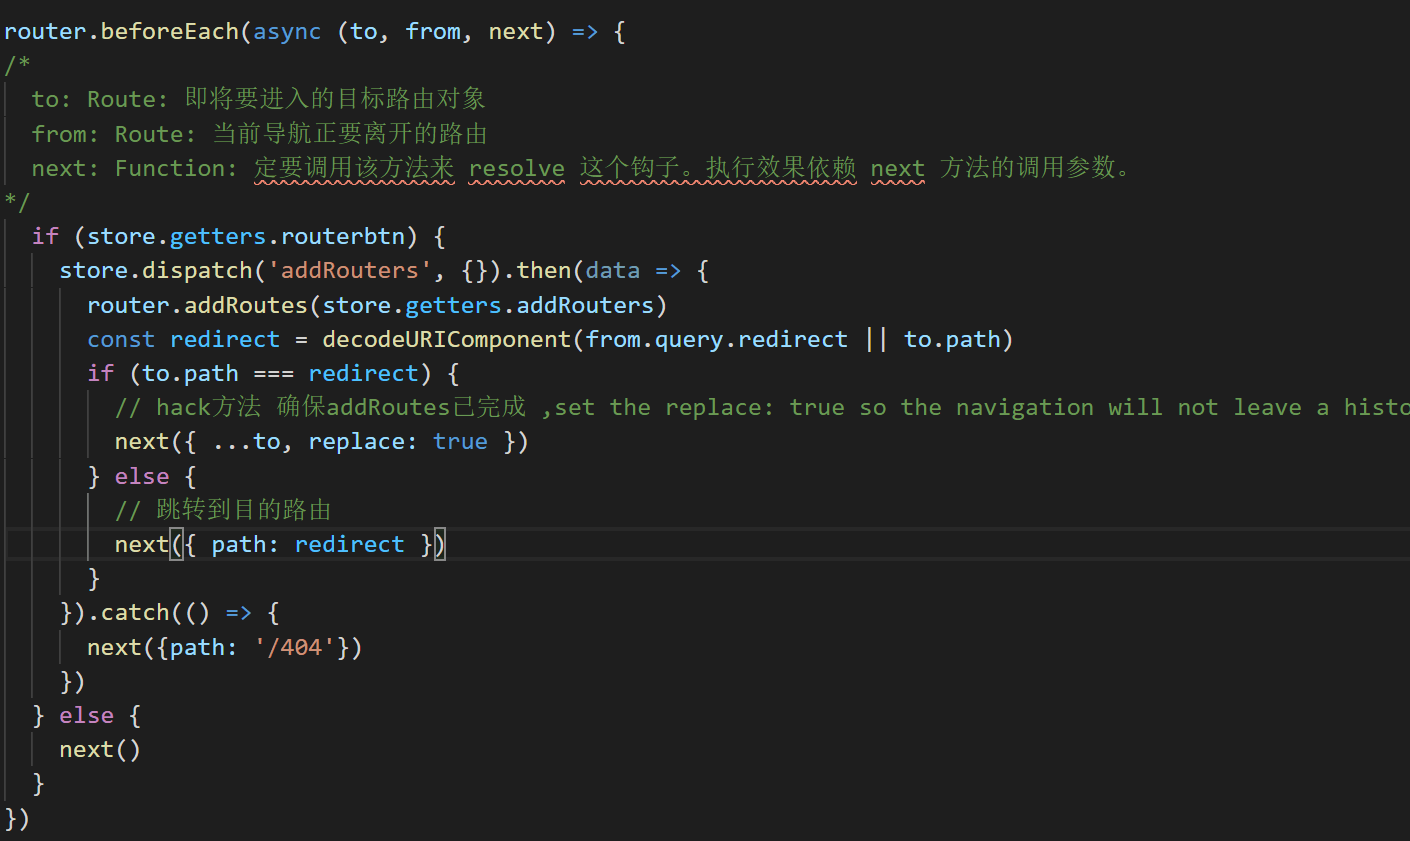 router.beforeEach(async (to, from, next) => {
/*
  to: Route: 即将要进入的目标路由对象
  from: Route: 当前导航正要离开的路由
  next: Function: 定要调用该方法来 resolve 这个钩子。执行效果依赖 next 方法的调用参数。
*/
  if (store.getters.routerbtn) {
    store.dispatch('addRouters', {}).then(data => {
      router.addRoutes(store.getters.addRouters)
      const redirect = decodeURIComponent(from.query.redirect || to.path)
      if (to.path === redirect) {
        // hack方法 确保addRoutes已完成 ,set the replace: true so the navigation will not leave a histo
        next({ ...to, replace: true })
      } else {
        // 跳转到目的路由
        next({ path: redirect })
      }
    }).catch(() => {
      next({path: '/404'})
    })
  } else {
    next()
  }
})